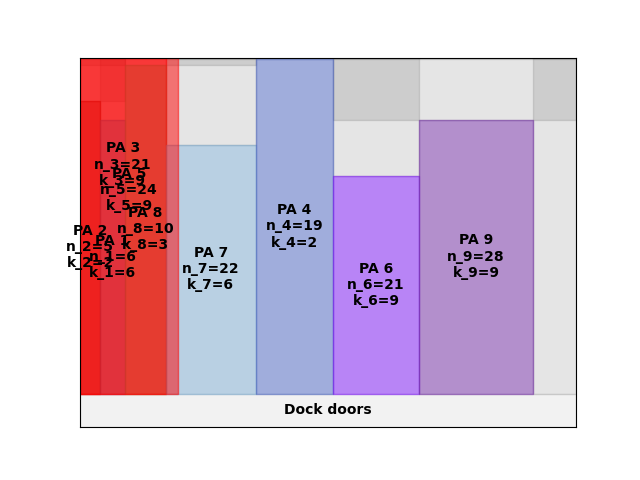 PA 3
n_3=21
k_3=9
PA 5
n_5=24
k_5=9
PA 8
n_8=10
k_8=3
PA 2
n_2=5
k_2=2
PA 1
n_1=6
k_1=6
PA 7
n_7=22
k_7=6
PA 4
n_4=19
k_4=2
PA 6
n_6=21
k_6=9
PA 9
n_9=28
k_9=9
Dock doors